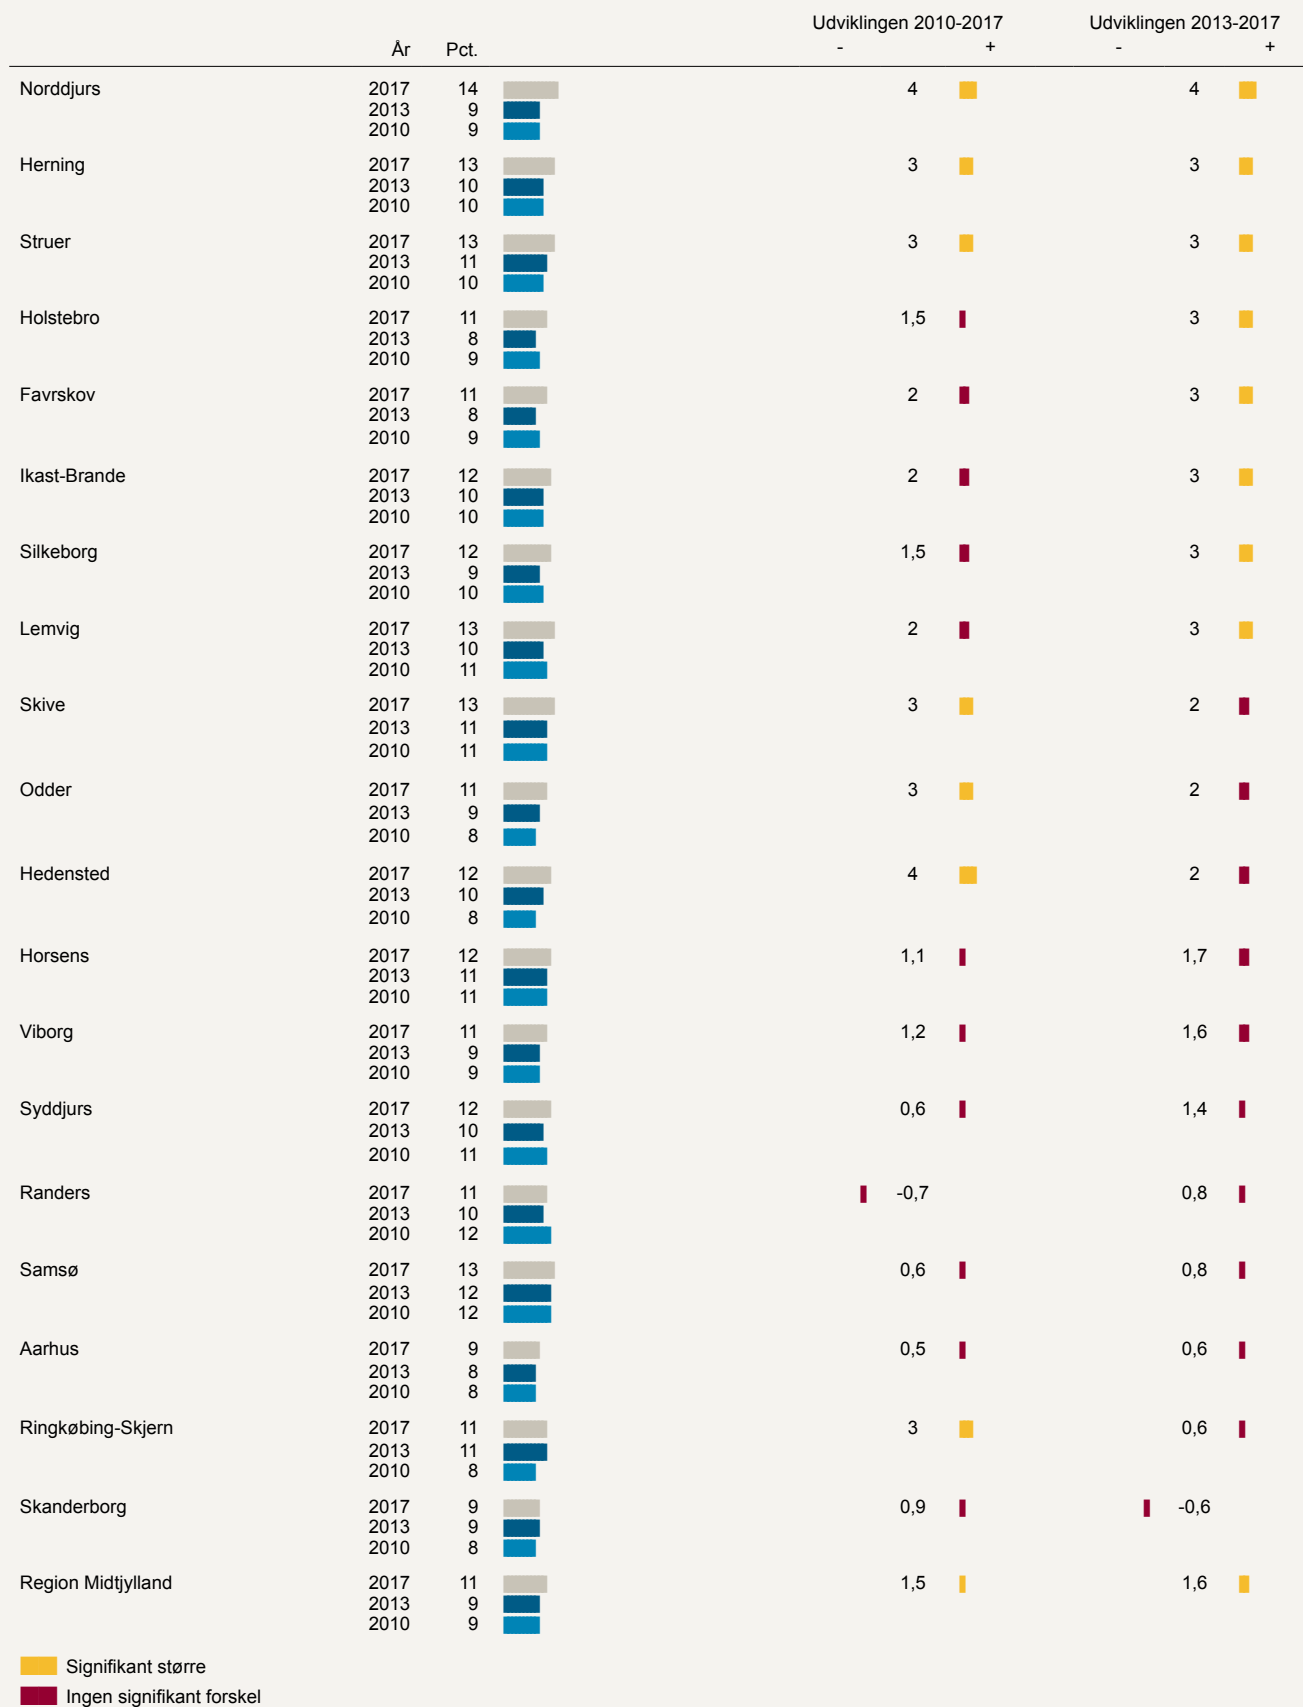 Udviklingen 2010-2017 Udviklingen 2013-2017
År Pct. - + - +
Norddjurs 2017 14 4 4
2013 9
2010 9
Herning 2017 13 3 3
2013 10
2010 10
Struer 2017 13 3 3
2013 11
2010 10
Holstebro 2017 11 1,5 3
2013 8
2010 9
Favrskov 2017 11 2 3
2013 8
2010 9
Ikast-Brande 2017 12 2 3
2013 10
2010 10
Silkeborg 2017 12 1,5 3
2013 9
2010 10
Lemvig 2017 13 2 3
2013 10
2010 11
Skive 2017 13 3 2
2013 11
2010 11
Odder 2017 11 3 2
2013 9
2010 8
Hedensted 2017 12 4 2
2013 10
2010 8
Horsens 2017 12 1,1 1,7
2013 11
2010 11
Viborg 2017 11 1,2 1,6
2013 9
2010 9
Syddjurs 2017 12 0,6 1,4
2013 10
2010 11
Randers 2017 11 -0,7 0,8
2013 10
2010 12
Samsø 2017 13 0,6 0,8
2013 12
2010 12
Aarhus 2017 9 0,5 0,6
2013 8
2010 8
Ringkøbing-Skjern 2017 11 3 0,6
2013 11
2010 8
Skanderborg 2017 9 0,9 -0,6
2013 9
2010 8
Region Midtjylland 2017 11 1,5 1,6
2013 9
2010 9
Signifikant større
Ingen signifikant forskel